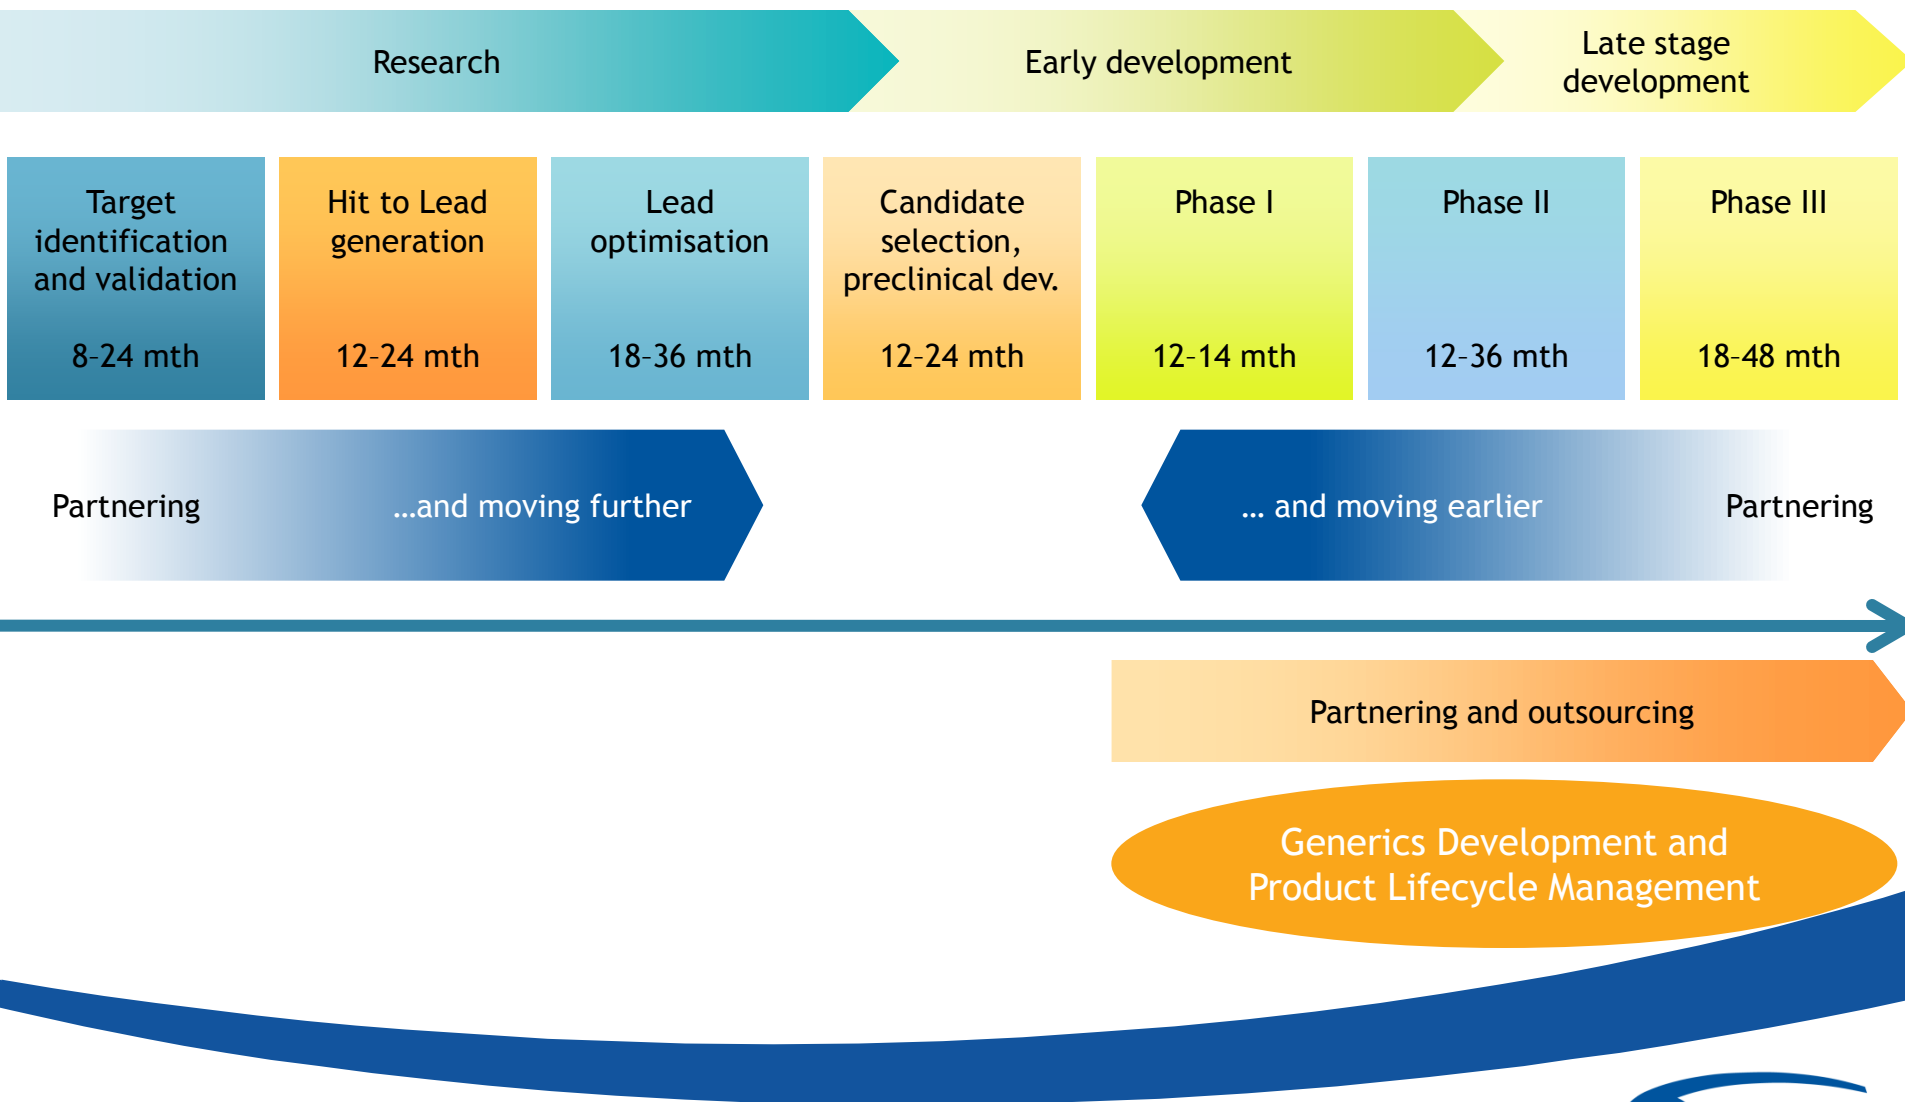 Research
Early development
Late stage
development
Target
identification
and validation
8–24 mth
Hit to Lead
generation
12–24 mth
Lead
optimisation
18–36 mth
Candidate
selection,
preclinical dev.
12–24 mth
Phase I
12–14 mth
Phase II
12–36 mth
Phase III
18–48 mth
Partnering
…and moving further
… and moving earlier
Partnering
Partnering and outsourcing
Generics Development and
Product Lifecycle Management